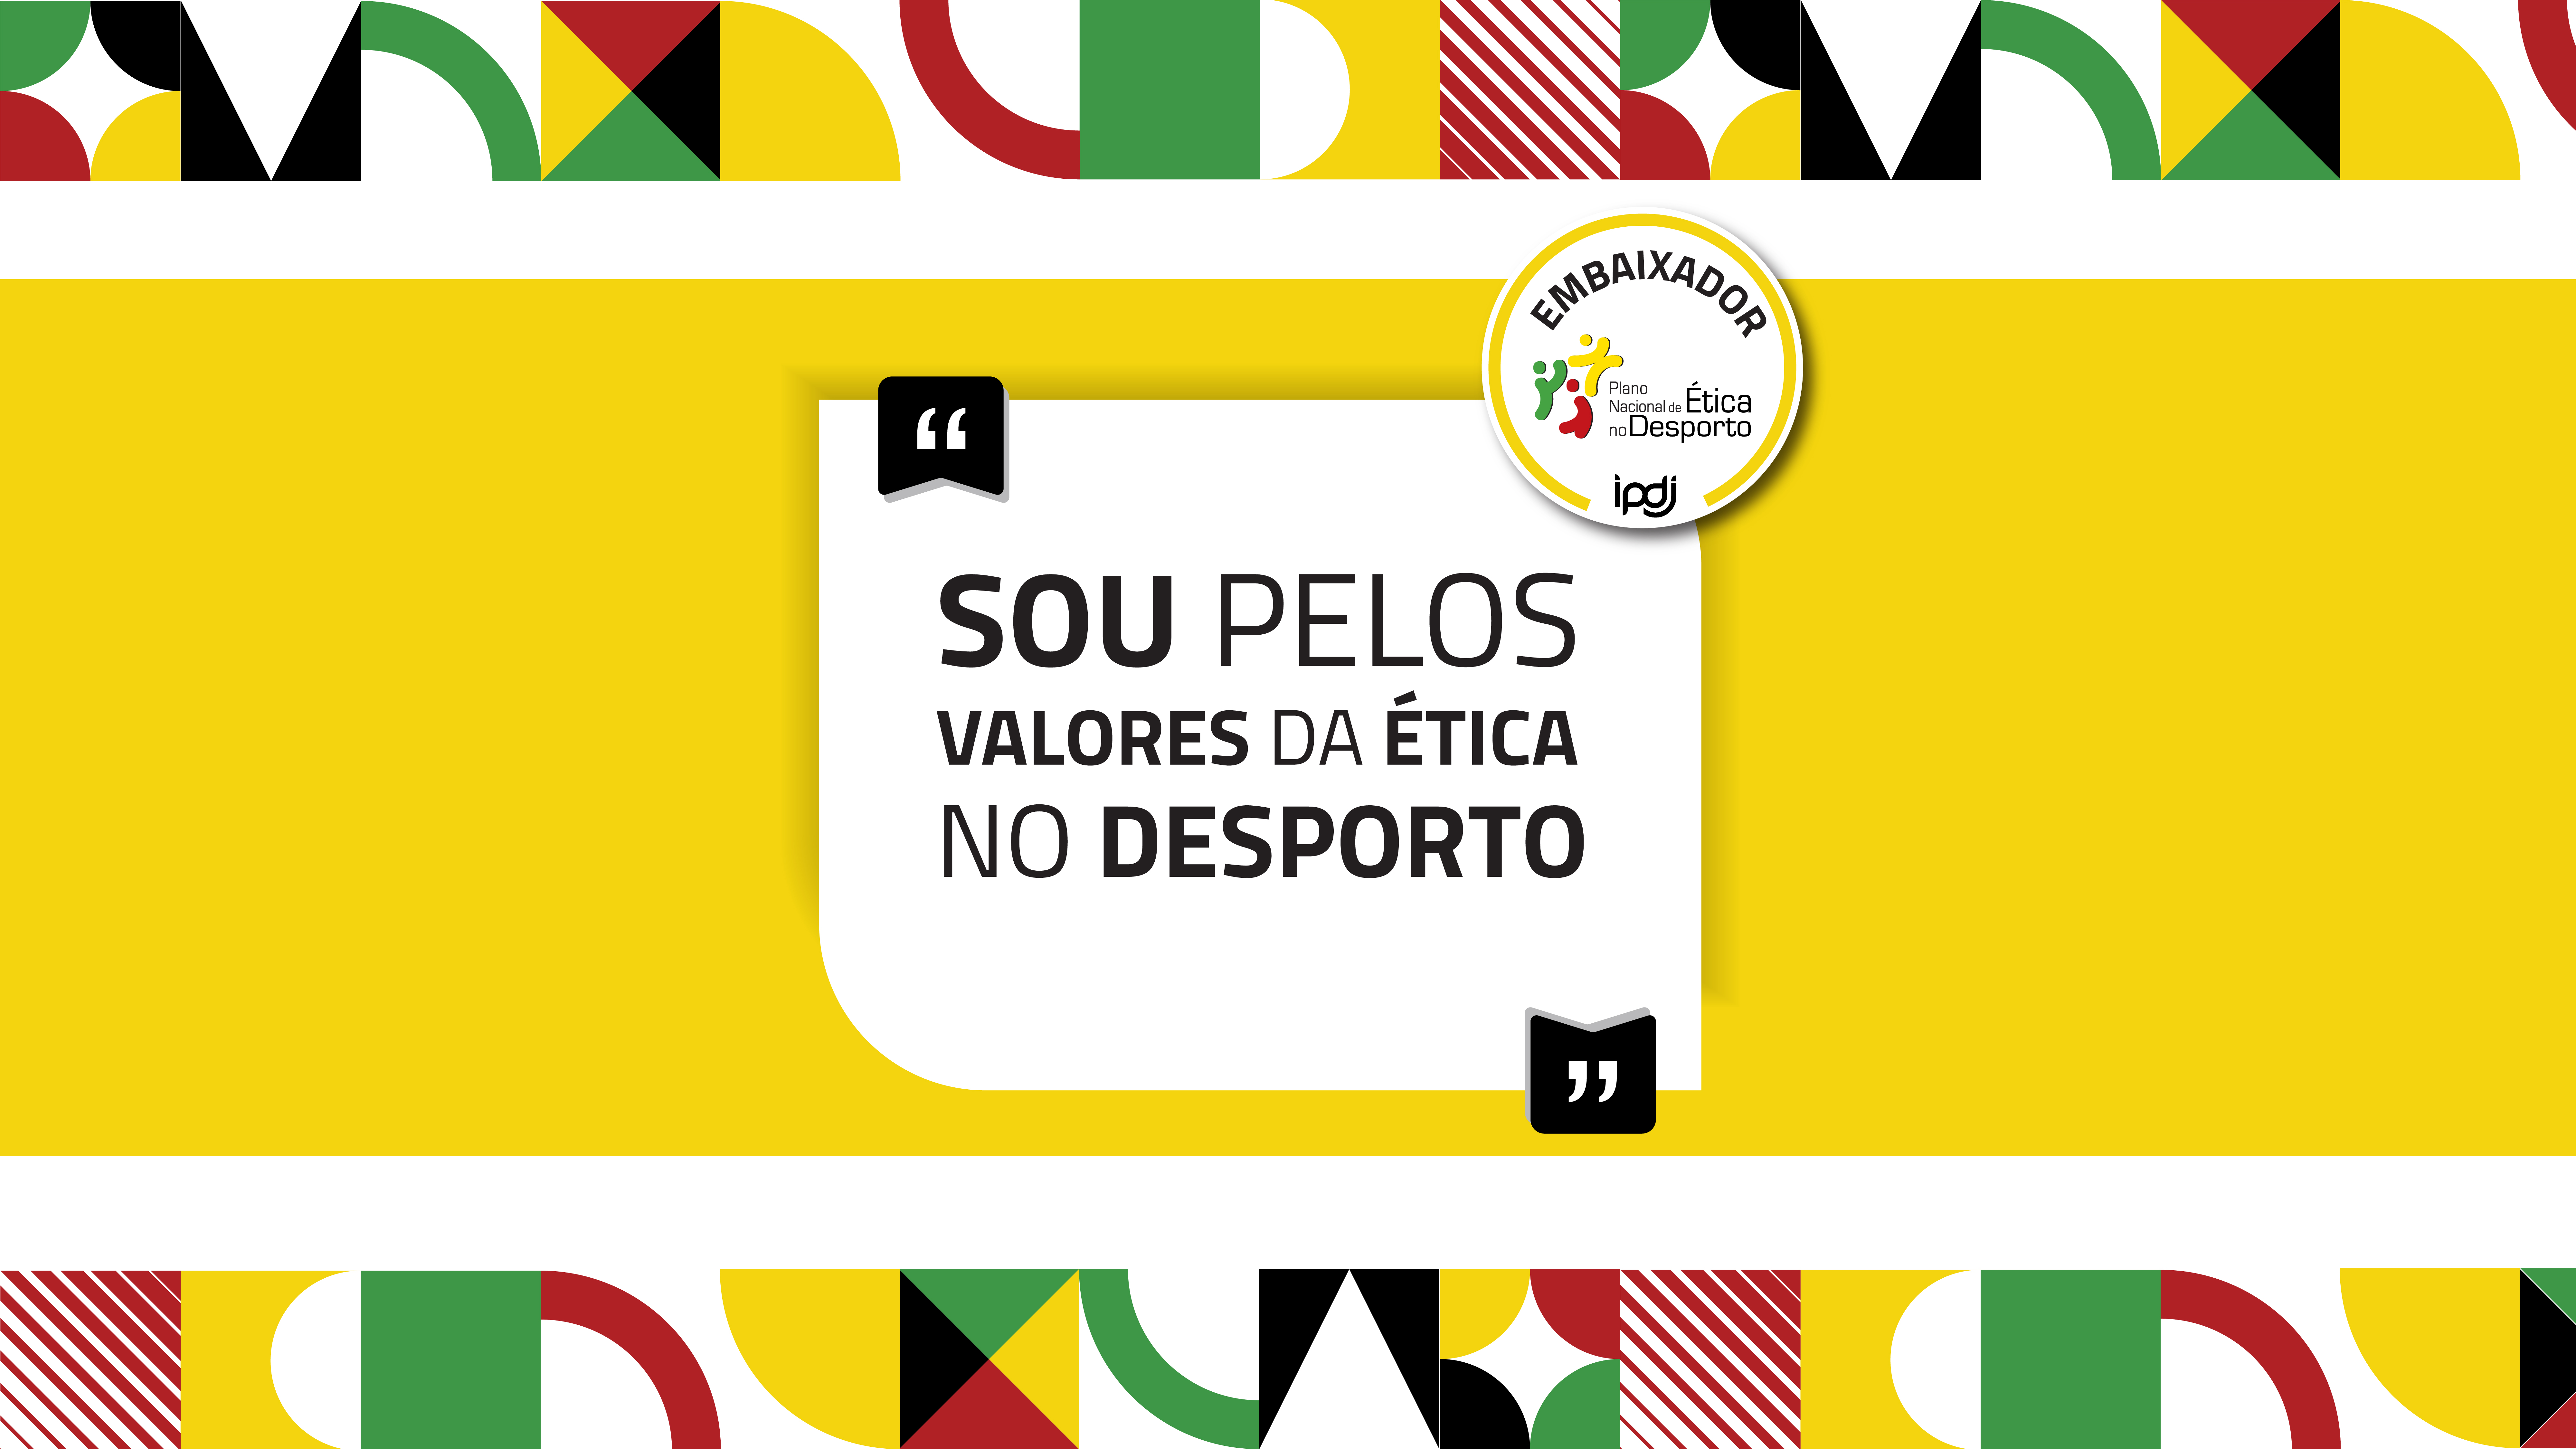 EMBAIXADOR
Plano
Nacional de Ética
no Desporto
ipdj
“
SOU PELOS
VALORES DA ÉTICA
NO DESPORTO
”